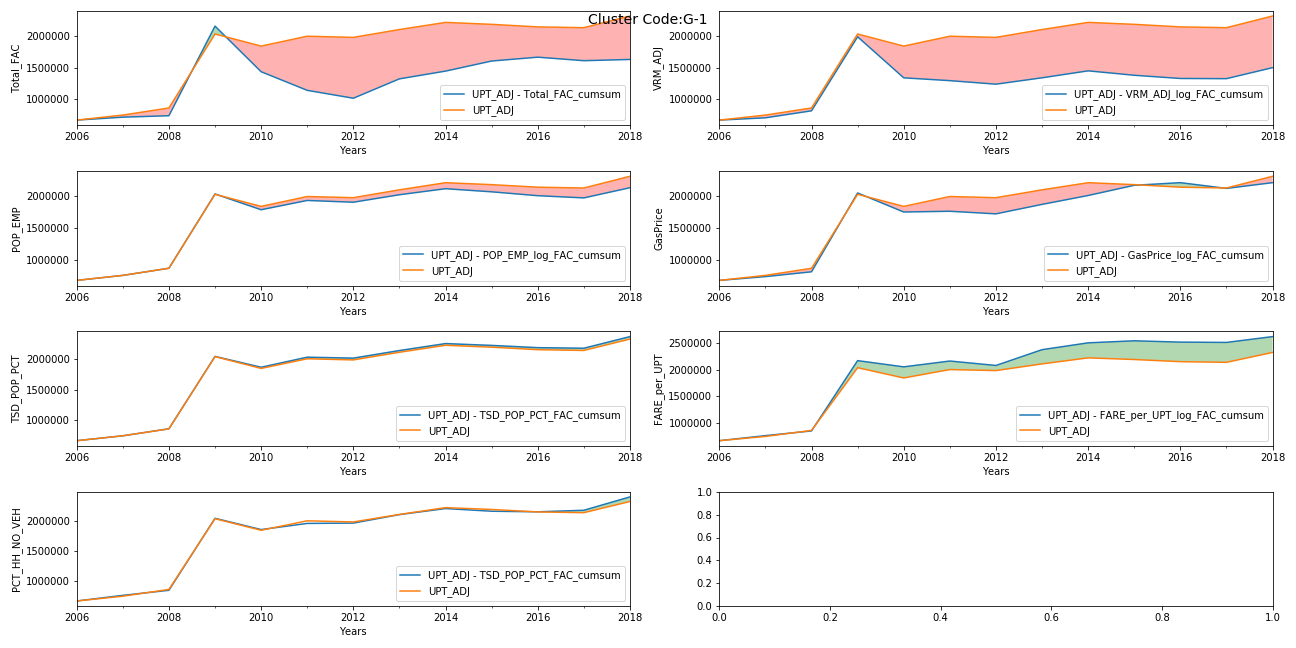 Cluster Code:G-1
Total_FAC
2000000
1500000
1000000
UPT_ADJ - Total_FAC_cumsum
UPT_ADJ
2006 2008 2010 2012 2014 2016 2018
Years
VRM_ADJ
2000000
1500000
1000000
UPT_ADJ - VRM_ADJ_log_FAC_cumsum
UPT_ADJ
2006 2008 2010 2012 2014 2016 2018
Years
POP_EMP
2000000
1500000
1000000
UPT_ADJ - POP_EMP_log_FAC_cumsum
UPT_ADJ
2006 2008 2010 2012 2014 2016 2018
Years
GasPrice
2000000
1500000
1000000
UPT_ADJ - GasPrice_log_FAC_cumsum
UPT_ADJ
2006 2008 2010 2012 2014 2016 2018
Years
TSD_POP_PCT
2000000
1500000
1000000
UPT_ADJ - TSD_POP_PCT_FAC_cumsum
UPT_ADJ
2006 2008 2010 2012 2014 2016 2018
Years
FARE_per_UPT
2500000
2000000
1500000
1000000
UPT_ADJ - FARE_per_UPT_log_FAC_cumsum
UPT_ADJ
2006 2008 2010 2012 2014 2016 2018
Years
PCT_HH_NO_VEH
2000000
1500000
1000000
UPT_ADJ - TSD_POP_PCT_FAC_cumsum
UPT_ADJ
2006 2008 2010 2012 2014 2016 2018
Years
1.0
0.8
0.6
0.4
0.2
0.0
0.0 0.2 0.4 0.6 0.8 1.0